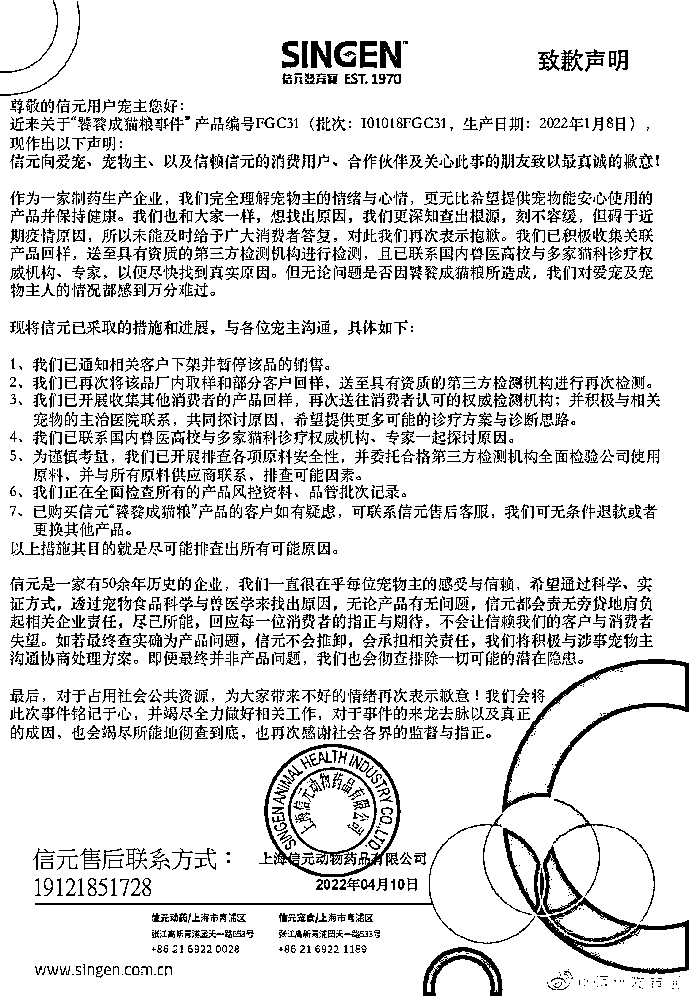 SINGEN
信元發育寶 EST. 1970
致歉声明
尊敬的信元用户宠主您好：
近来关于“饕餮成猫粮事件”产品编号FGC31（批次：I01018FGC31，生产日期：2022年1月8日），
现作出以下声明：
信元向爱宠、宠物主、以及信赖信元的消费用户、合作伙伴及关心此事的朋友致以最真诚的歉意！
作为一家制药生产企业，我们完全理解宠物主的情绪与心情，更无比希望提供宠物能安心使用的
产品并保持健康。我们也和大家一样，想找出原因，我们更深知查出根源，刻不容缓，但碍于近
期疫情原因，所以未能及时给予广大消费者答复，对此我们再次表示抱歉。我们已积极收集关联
产品回样，送至具有资质的第三方检测机构进行检测，且已联系国内兽医高校与多家猫科诊疗权
威机构、专家，以便尽快找到真实原因。但无论问题是否因饕餮成猫粮所造成，我们对爱宠及宠
物主人的情况都感到万分难过。
现将信元已采取的措施和进展，与各位宠主沟通，具体如下：
1、我们已通知相关客户下架并暂停该品的销售。
2、我们已再次将该品厂内取样和部分客户回样，送至具有资质的第三方检测机构进行再次检测。
3、我们已开展收集其他消费者的产品回样，再次送往消费者认可的权威检测机构；并积极与相关
宠物的主治医院联系，共同探讨原因，希望提供更多可能的诊疗方案与诊断思路。
4、我们已联系国内兽医高校与多家猫科诊疗权威机构、专家一起探讨原因。
5、为谨慎考量，我们已开展排查各项原料安全性，并委托合格第三方检测机构全面检验公司使用
原料，并与所有原料供应商联系，排查可能因素。
6、我们正在全面检查所有的产品风控资料、品管批次记录。
7、已购买信元“饕餮成猫粮”产品的客户如有疑虑，可联系信元售后客服，我们可无条件退款或者
更换其他产品。
以上措施其目的就是尽可能排查出所有可能原因。
信元是一家有50余年历史的企业，我们一直很在乎每位宠物主的感受与信赖，希望通过科学、实
证方式，透过宠物食品科学与兽医学来找出原因，无论产品有无问题，信元都会责无旁贷地肩负
起相关企业责任，尽己所能，回应每一位消费者的指正与期待，不会让信赖我们的客户与消费者
失望。如若最终查实确为产品问题，信元不会推卸，会承担相关责任，我们将积极与涉事宠物主
沟通协商处理方案。即便最终并非产品问题，我们也会彻查排除一切可能的潜在隐患。
最后，对于占用社会公共资源，为大家带来不好的情绪再次表示歉意！我们会将
此次事件铭记于心，并竭尽全力做好相关工作，对于事件的来龙去脉以及真正
的成因，也会竭尽所能地彻查到底，也再次感谢社会各界的监督与指正。
SINGEN ANIMAL HEALTH INDUSTRY CO.,LTD.
上海信元动物药品有限公司
信元售后联系方式：
19121851728
上海信元动物药品有限公司
2022年04月10日
信元动药/上海市青浦区
+86 21 6922 0028
信元宠食/上海市青浦区
+86 21 6922 1189
www.singen.com.cn